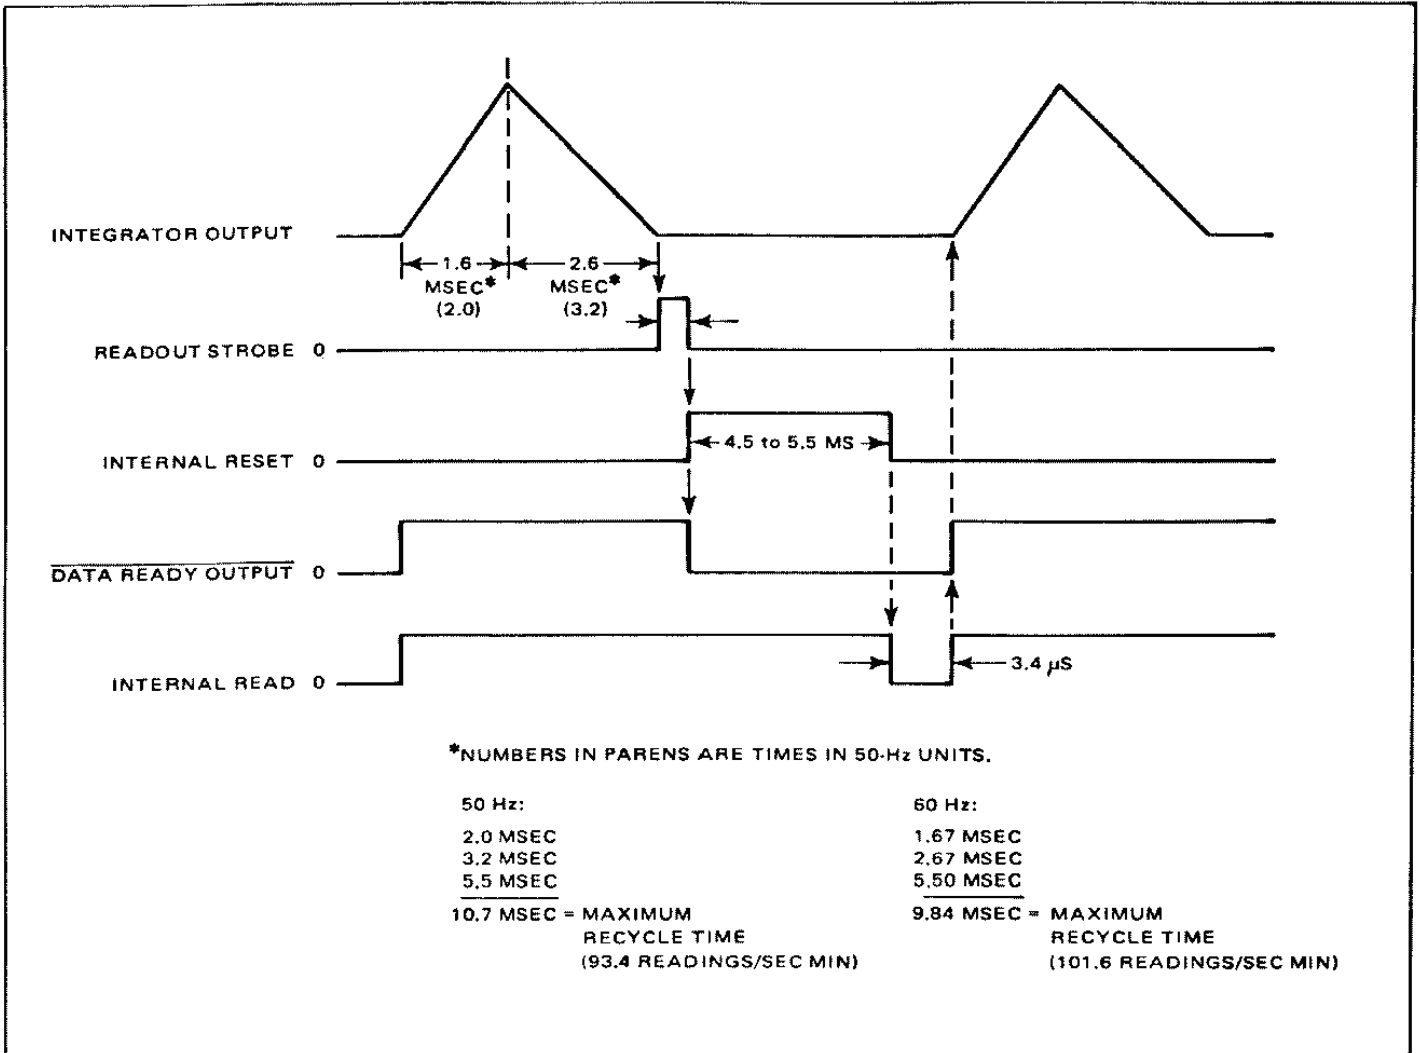 INTEGRATOR OUTPUT
1.6 MSEC* (2.0)
2.6 MSEC* (3.2)
READOUT STROBE 0
4.5 to 5.5 MS
INTERNAL RESET 0
DATA READY OUTPUT 0
3.4 µS
INTERNAL READ 0
*NUMBERS IN PARENS ARE TIMES IN 50-Hz UNITS.
50 Hz:
2.0 MSEC
3.2 MSEC
5.5 MSEC
10.7 MSEC = MAXIMUM
RECYCLE TIME
(93.4 READINGS/SEC MIN)
60 Hz:
1.67 MSEC
2.67 MSEC
5.50 MSEC
9.84 MSEC = MAXIMUM
RECYCLE TIME
(101.6 READINGS/SEC MIN)